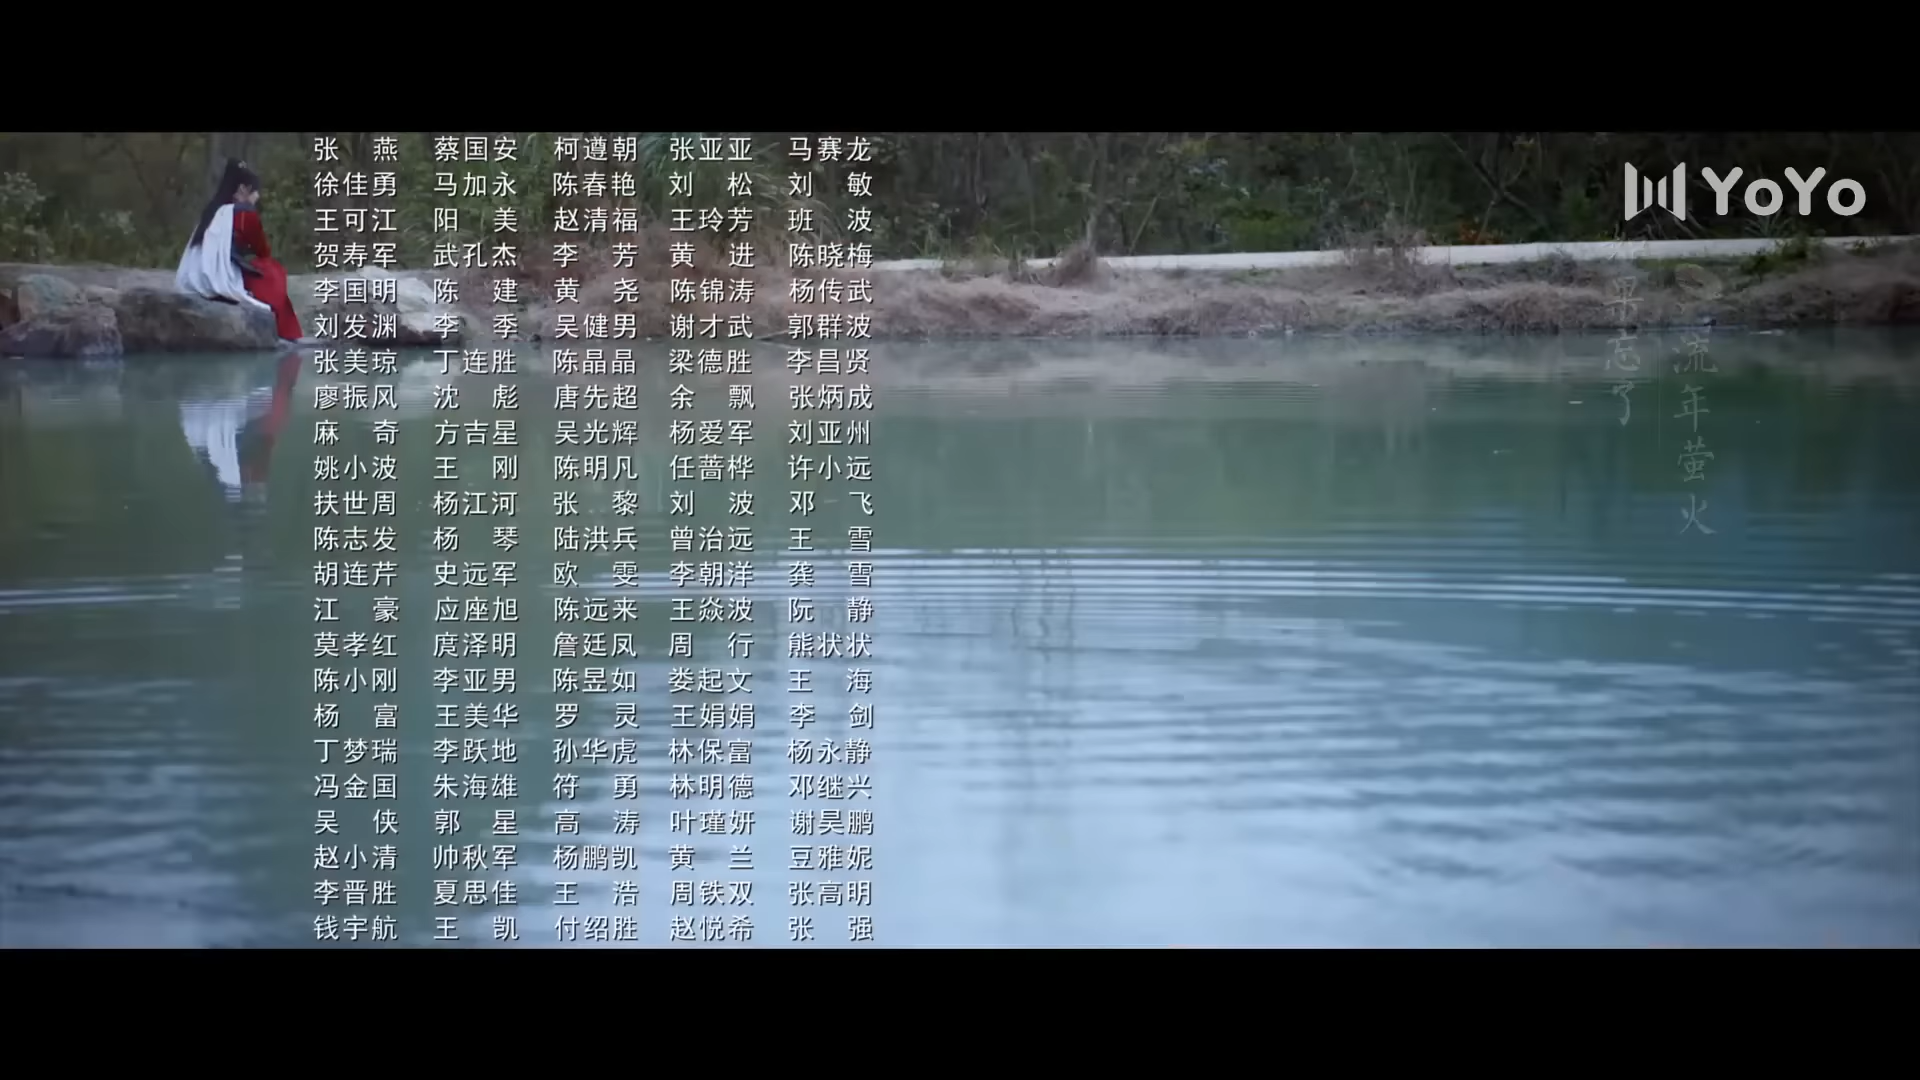 张 燕 蔡国安 柯遵朝 张亚亚 马赛龙
徐佳勇 马加永 陈春艳 刘 松 刘 敏
王可江 阳 美 赵清福 王玲芳 班 波
贺寿军 武孔杰 李 芳 黄 进 陈晓梅
李国明 陈 建 黄 尧 陈锦涛 杨传武
刘发渊 李 季 吴健男 谢才武 郭群波
张美琼 丁连胜 陈晶晶 梁德胜 李昌贤
廖振风 沈 彪 唐先超 余 飘 张炳成
麻 奇 方吉星 吴光辉 杨爱军 刘亚州
姚小波 王 刚 陈明凡 任蔷桦 许小远
扶世周 杨江河 张 黎 刘 波 邓 飞
陈志发 杨 琴 陆洪兵 曾治远 王 雪
胡连芹 史远军 欧 雯 李朝洋 龚 雪
江 豪 应座旭 陈远来 王焱波 阮 静
莫孝红 庹泽明 詹廷凤 周 行 熊状状
陈小刚 李亚男 陈昱如 娄起文 王 海
杨 富 王美华 罗 灵 王娟娟 李 剑
丁梦瑞 李跃地 孙华虎 林保富 杨永静
冯金国 朱海雄 符 勇 林明德 邓继兴
吴 侠 郭 星 高 涛 叶瑾妍 谢昊鹏
赵小清 帅秋军 杨鹏凯 黄 兰 豆雅妮
李晋胜 夏思佳 王 浩 周铁双 张高明
钱宇航 王 凯 付绍胜 赵悦希 张 强
YoYo
流年萤火
早忘了